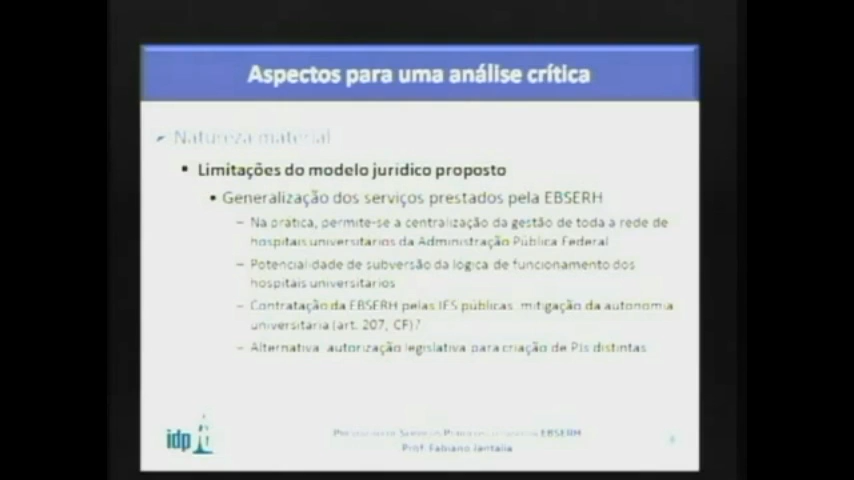 Aspectos para uma análise crítica
Natureza material
Limitações do modelo jurídico proposto
Generalização dos serviços prestados pela EBSERH
– Na prática, permite-se a centralização da gestão de toda a rede de
hospitais universitários da Administração Pública Federal
– Potencialidade de subversão da lógica de funcionamento dos
hospitais universitários
– Contratação da EBSERH pelas IES públicas: mitigação da autonomia
universitária (art. 207, CF)?
– Alternativa: autorização legislativa para criação de PJs distintas
idp
EBSERH
Prof. Fabiano Jantalia